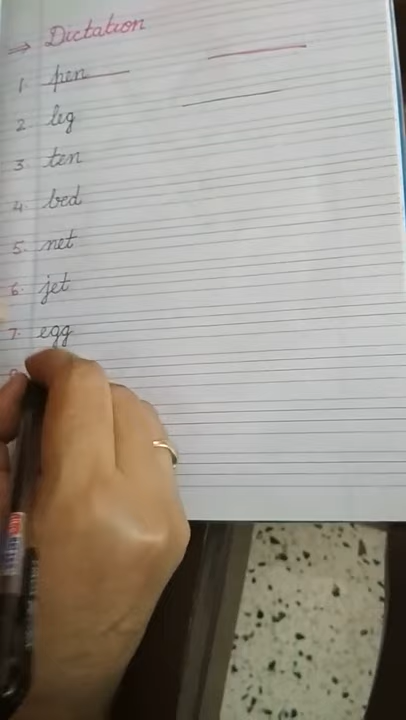 ⇒ Dictation
1. pen
2. leg
3. ten
4. bed
5. net
6. jet
7. egg